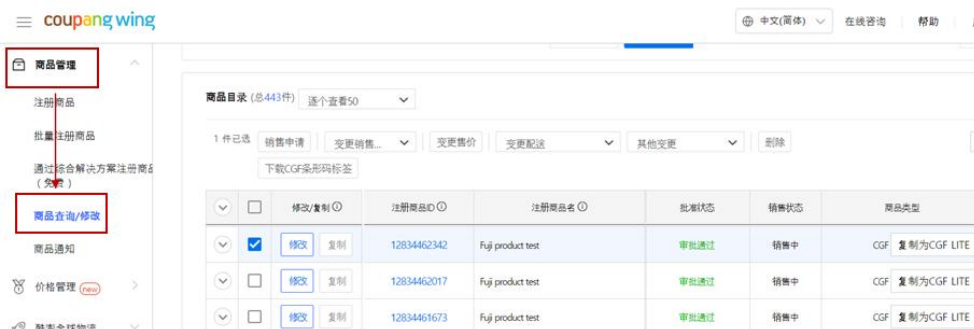 coupang wing
中文(简体)
在线咨询
帮助
商品管理
注册商品
批量注册商品
通过综合解决方案注册商品
(免费)
商品查询/修改
商品通知
价格管理 new
商品目录 (总443件) 逐个查看50
1 件已选 销售申请 变更销售... 变更售价 变更配送 其他变更 删除
下载CGF条形码标签
修改/复制 注册商品ID 注册商品名 批准状态 销售状态 商品类型
修改 复制 12834462342 Fuji product test 审批通过 销售中 CGF 复制为CGF LITE
修改 复制 12834462017 Fuji product test 审批通过 销售中 CGF 复制为CGF LITE
修改 复制 12834461673 Fuji product test 审批通过 销售中 CGF 复制为CGF LITE